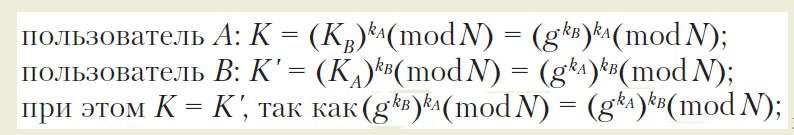 пользователь A: K = (K_B)^{k_A}(mod N) = (g^{k_B})^{k_A}(mod N);
пользователь B: K′ = (K_A)^{k_B}(mod N) = (g^{k_A})^{k_B}(mod N);
при этом K = K′, так как (g^{k_B})^{k_A}(mod N) = (g^{k_A})^{k_B}(mod N);